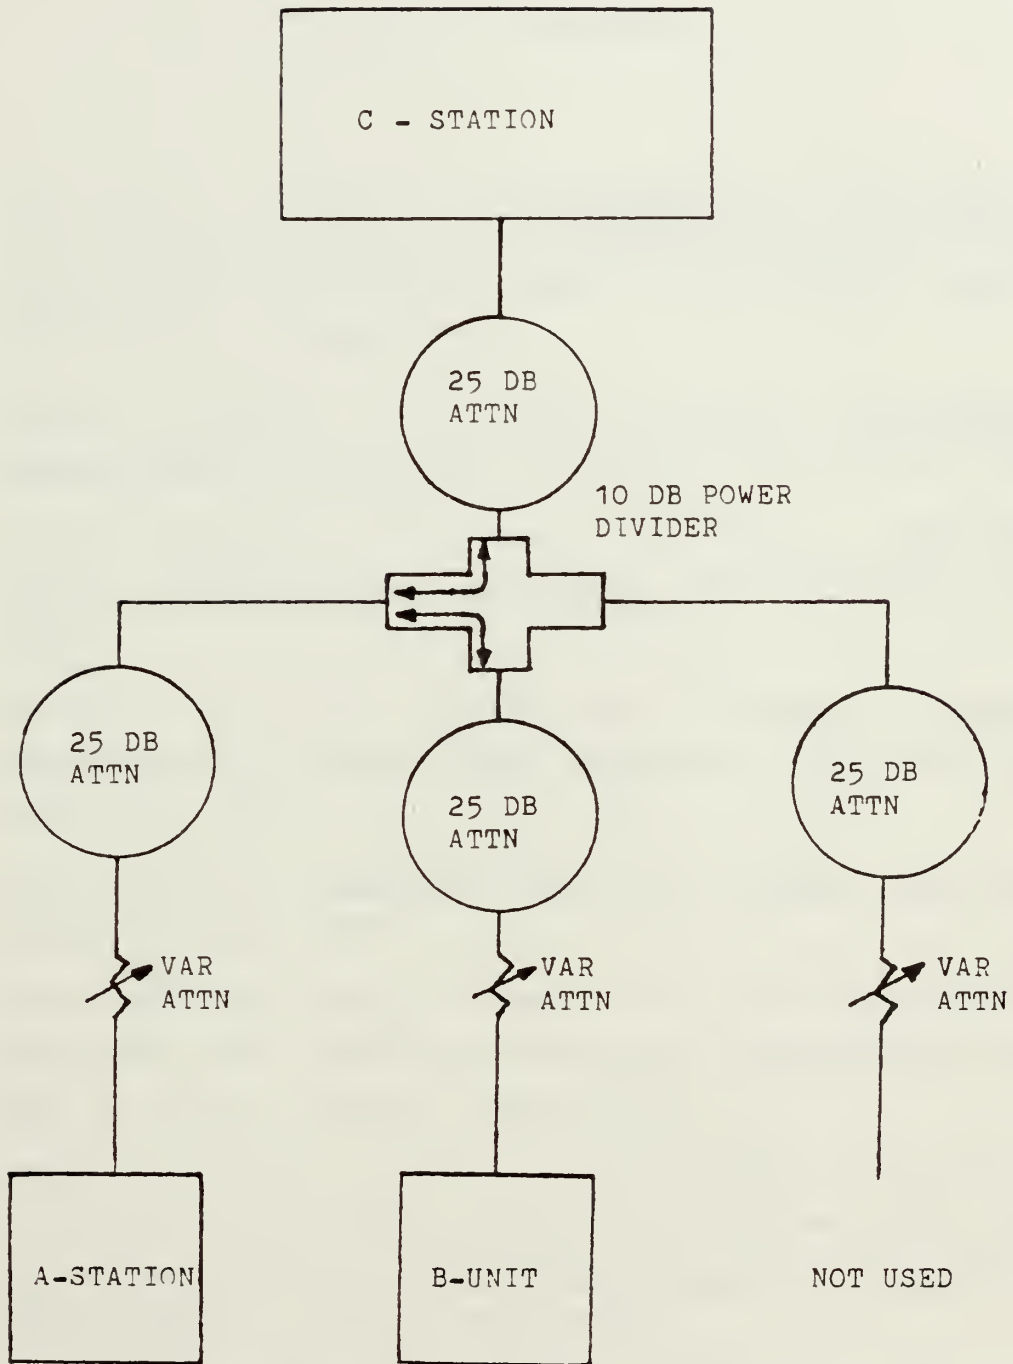 C - STATION
25 DB
ATTN
10 DB POWER
DIVIDER
25 DB
ATTN
25 DB
ATTN
25 DB
ATTN
VAR
ATTN
VAR
ATTN
VAR
ATTN
A-STATION
B-UNIT
NOT USED